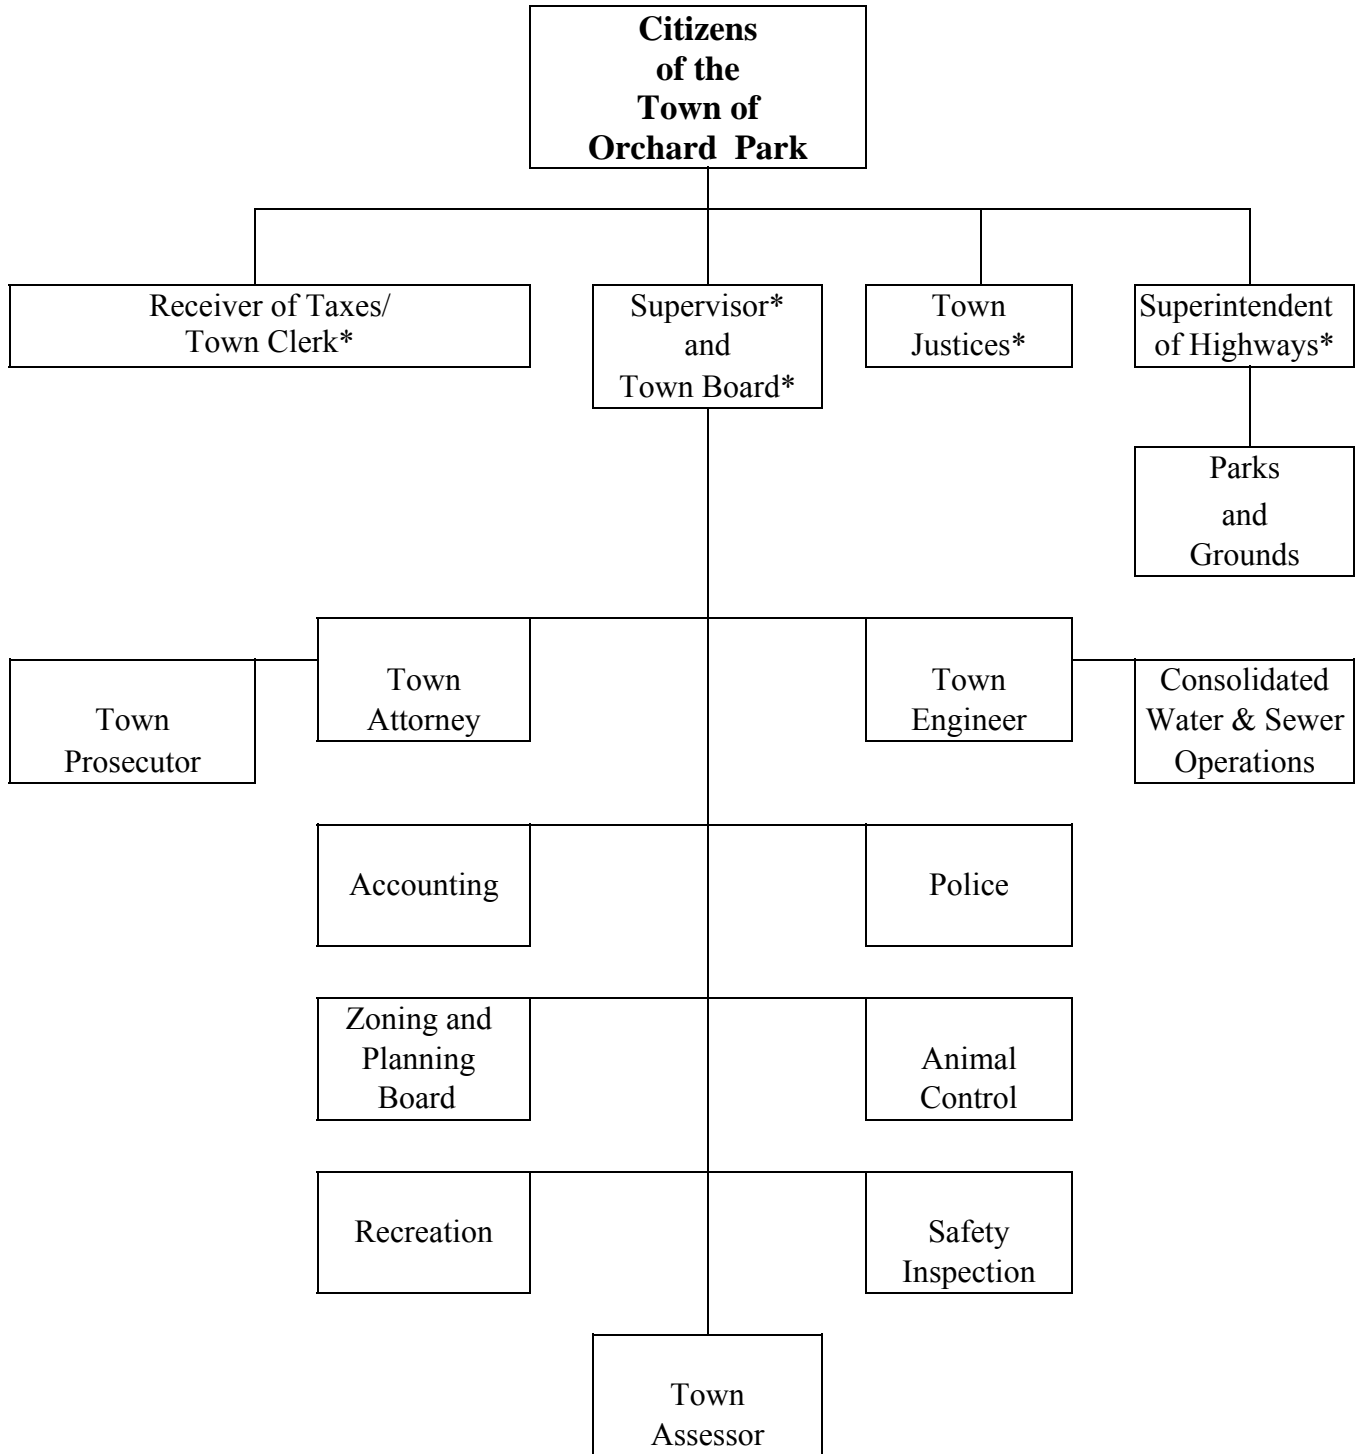 Citizens
of the
Town of
Orchard Park
Receiver of Taxes/
Town Clerk*
Supervisor*
and
Town Board*
Town
Justices*
Superintendent
of Highways*
Parks
and
Grounds
Town
Prosecutor
Town
Attorney
Town
Engineer
Consolidated
Water & Sewer
Operations
Accounting
Police
Zoning and
Planning
Board
Animal
Control
Recreation
Safety
Inspection
Town
Assessor